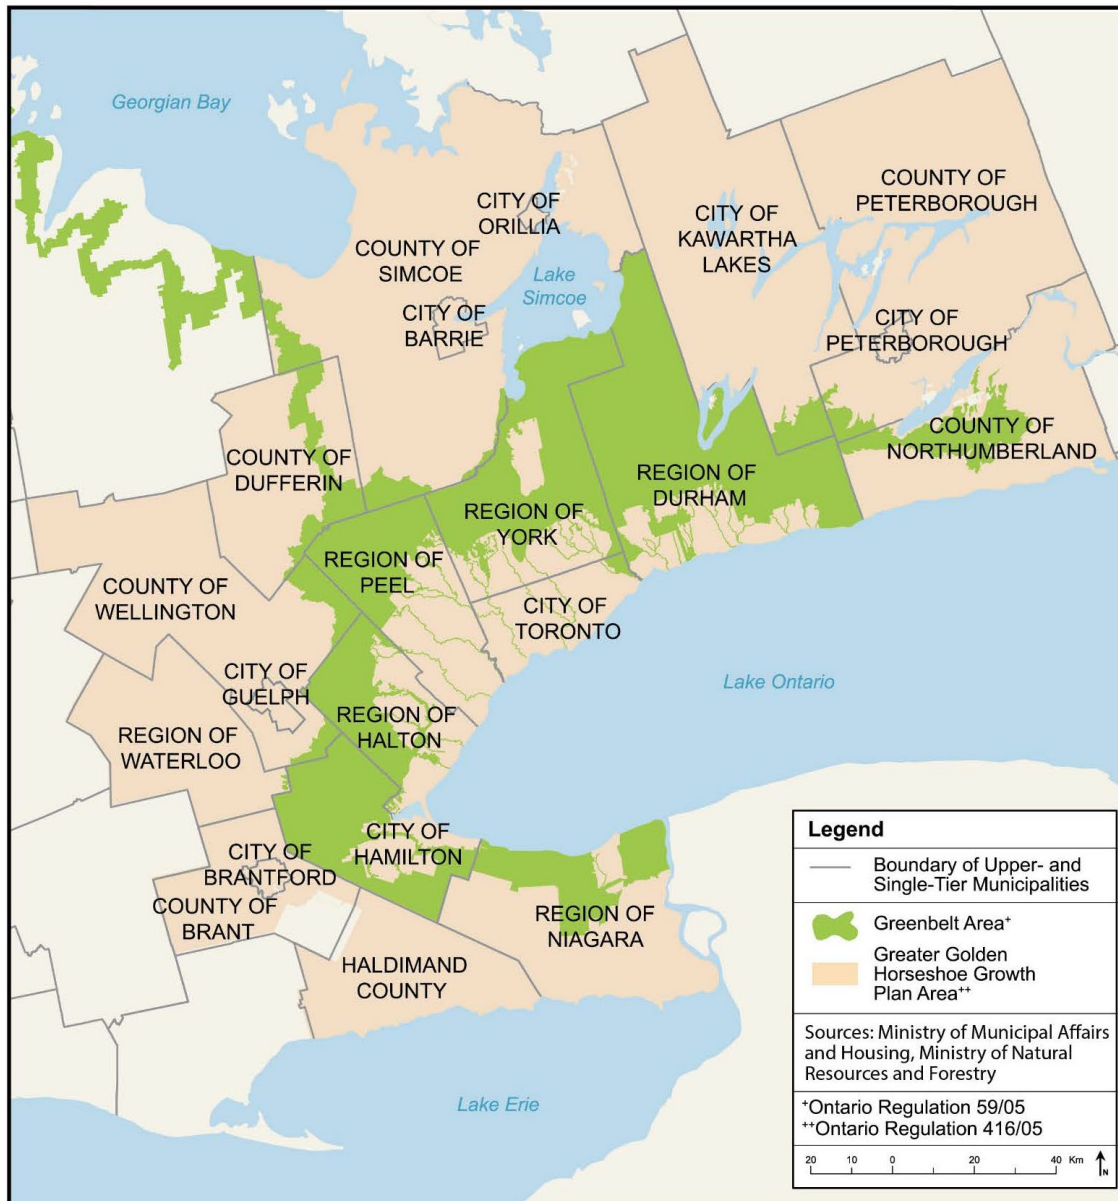 Georgian Bay
COUNTY OF
PETERBOROUGH
CITY OF
ORILLIA
CITY OF
KAWARTHA
LAKES
COUNTY OF
SIMCOE
Lake
Simcoe
CITY OF
BARRIE
CITY OF
PETERBOROUGH
COUNTY OF
NORTHUMBERLAND
COUNTY OF
DUFFERIN
REGION OF
DURHAM
REGION OF
YORK
REGION OF
PEEL
COUNTY OF
WELLINGTON
CITY OF
TORONTO
CITY OF
GUELPH
Lake Ontario
REGION OF
HALTON
REGION OF
WATERLOO
CITY OF
HAMILTON
CITY OF
BRANTFORD
COUNTY OF
BRANT
REGION OF
NIAGARA
HALDIMAND
COUNTY
Lake Erie
Legend
Boundary of Upper- and
Single-Tier Municipalities
Greenbelt Area+
Greater Golden
Horseshoe Growth
Plan Area++
Sources: Ministry of Municipal Affairs
and Housing, Ministry of Natural
Resources and Forestry
+Ontario Regulation 59/05
++Ontario Regulation 416/05
20 10 0 20 40 Km
N